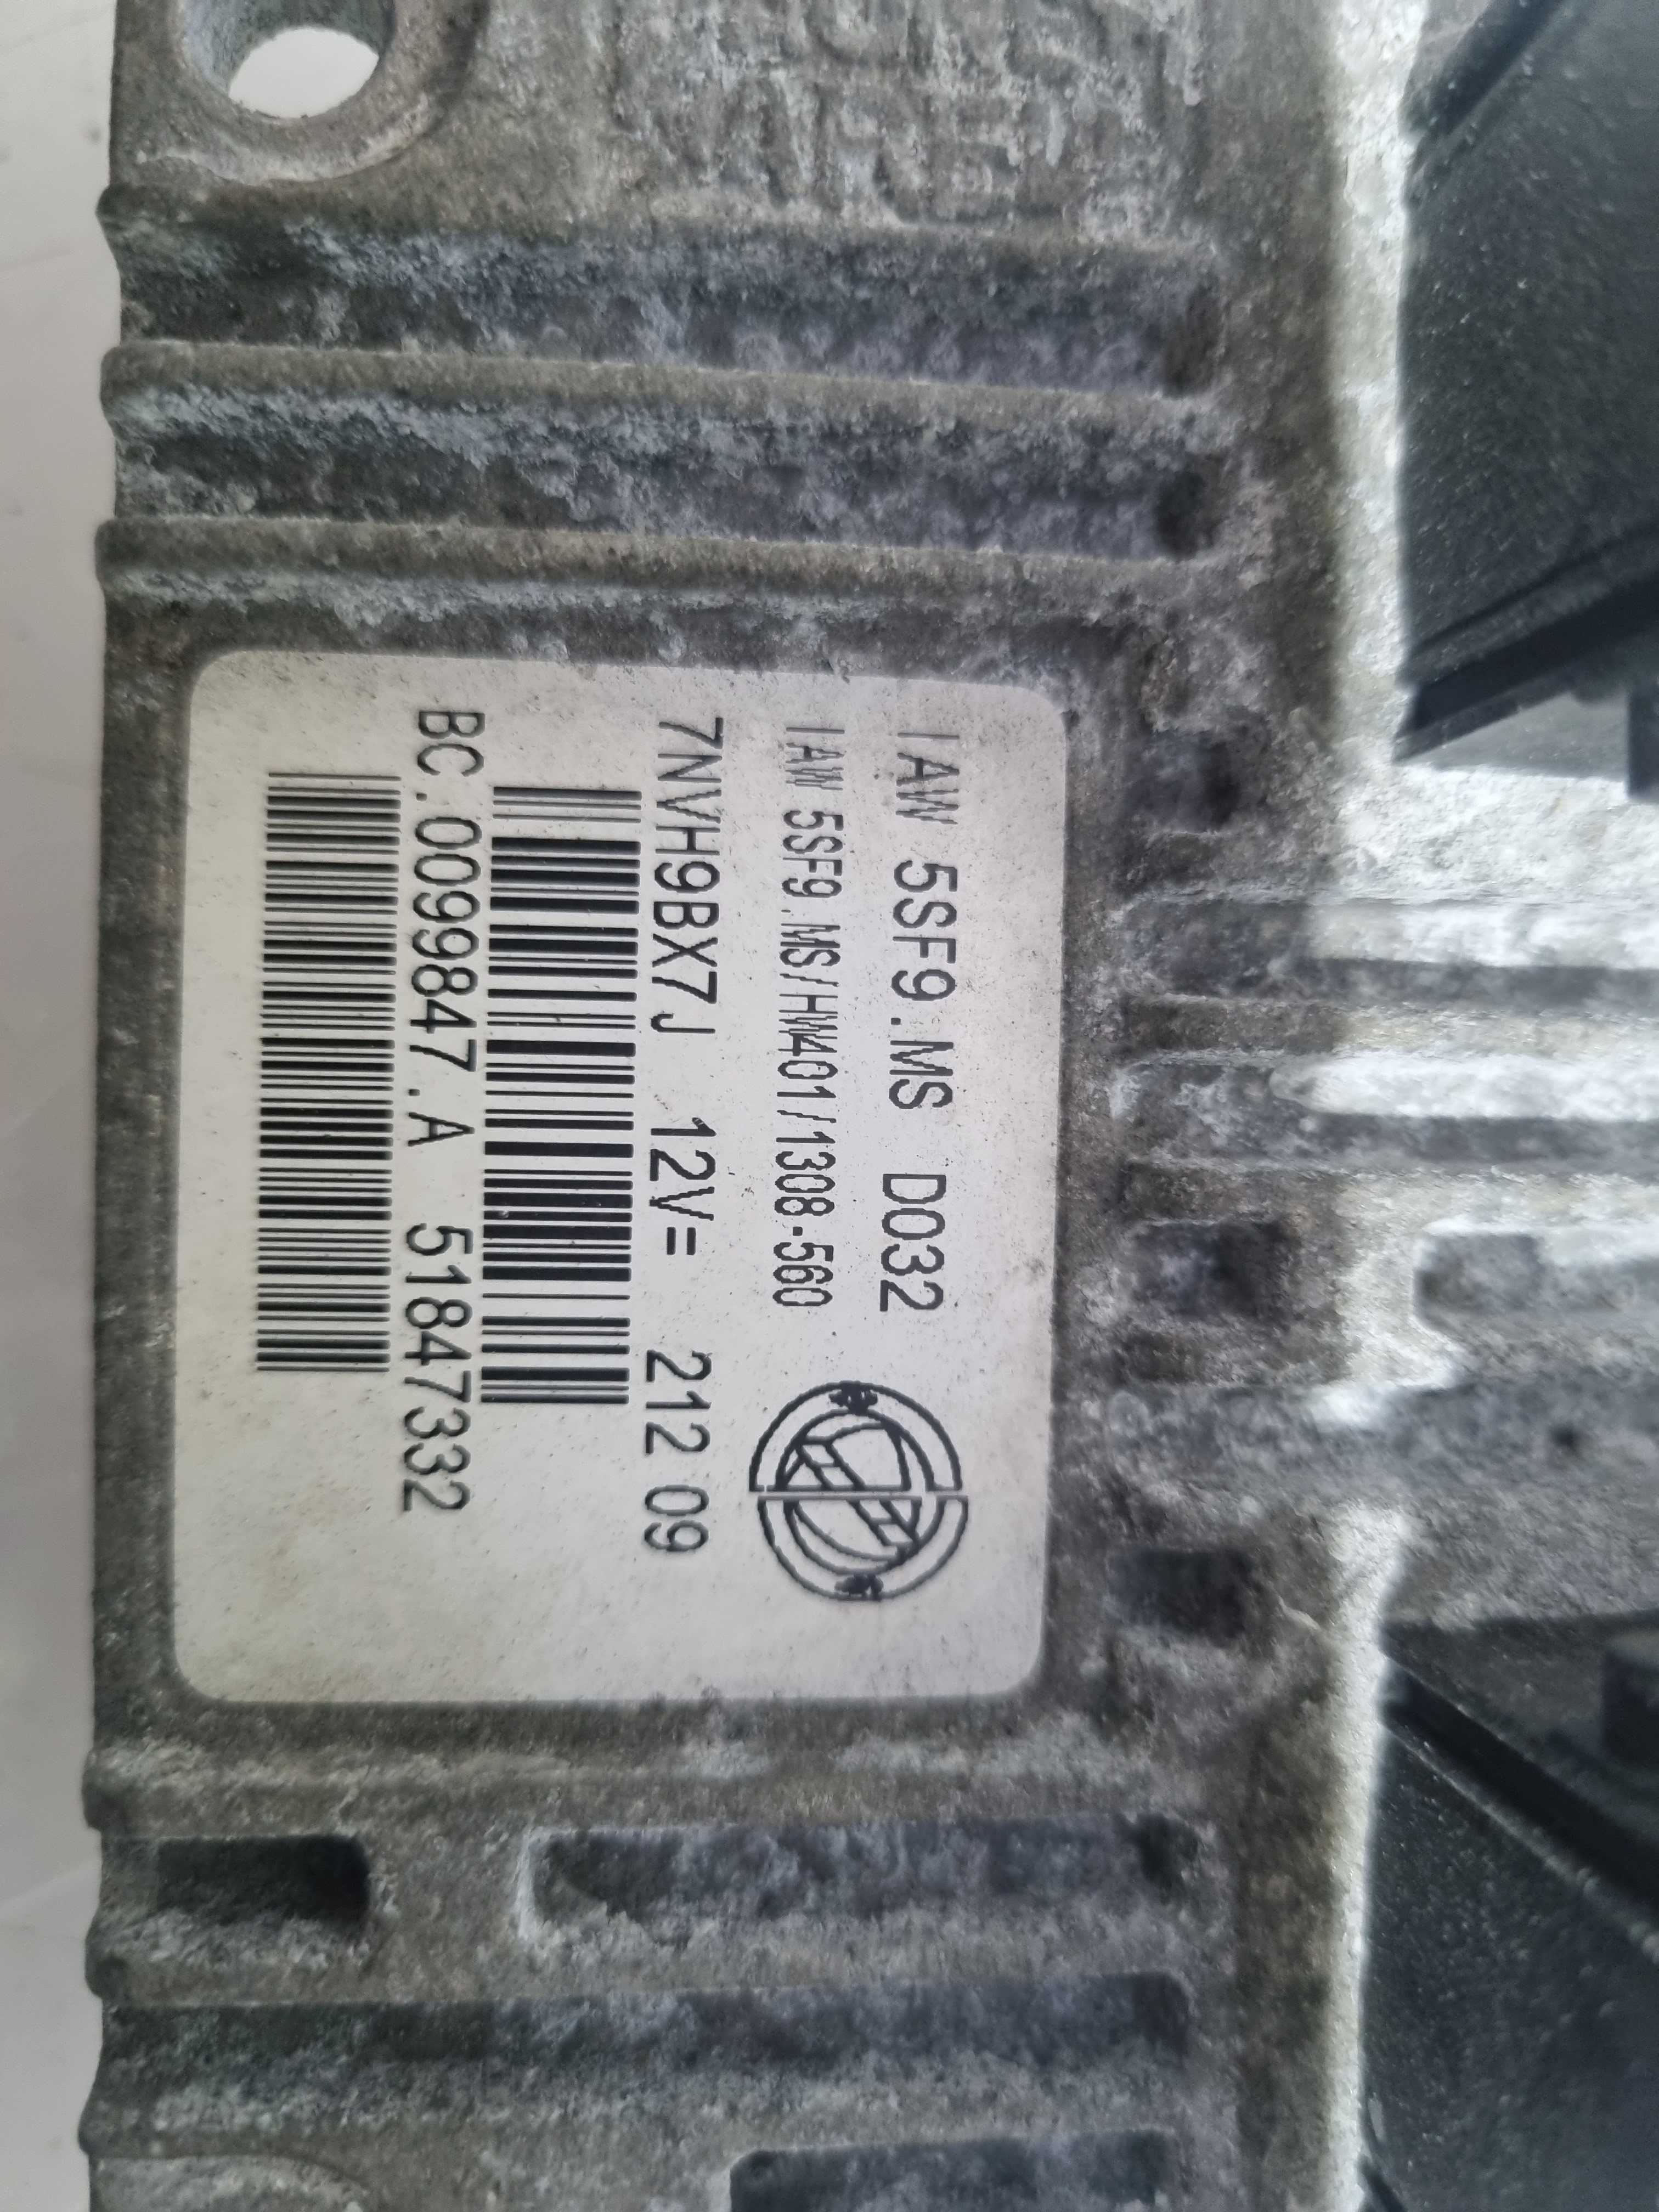 IAW 5SF9.MS D032
IAW 5SF9.MS/HW401/1308-560
7NVH9BX7J 12V= 212 09
BC.0099847.A 51847332